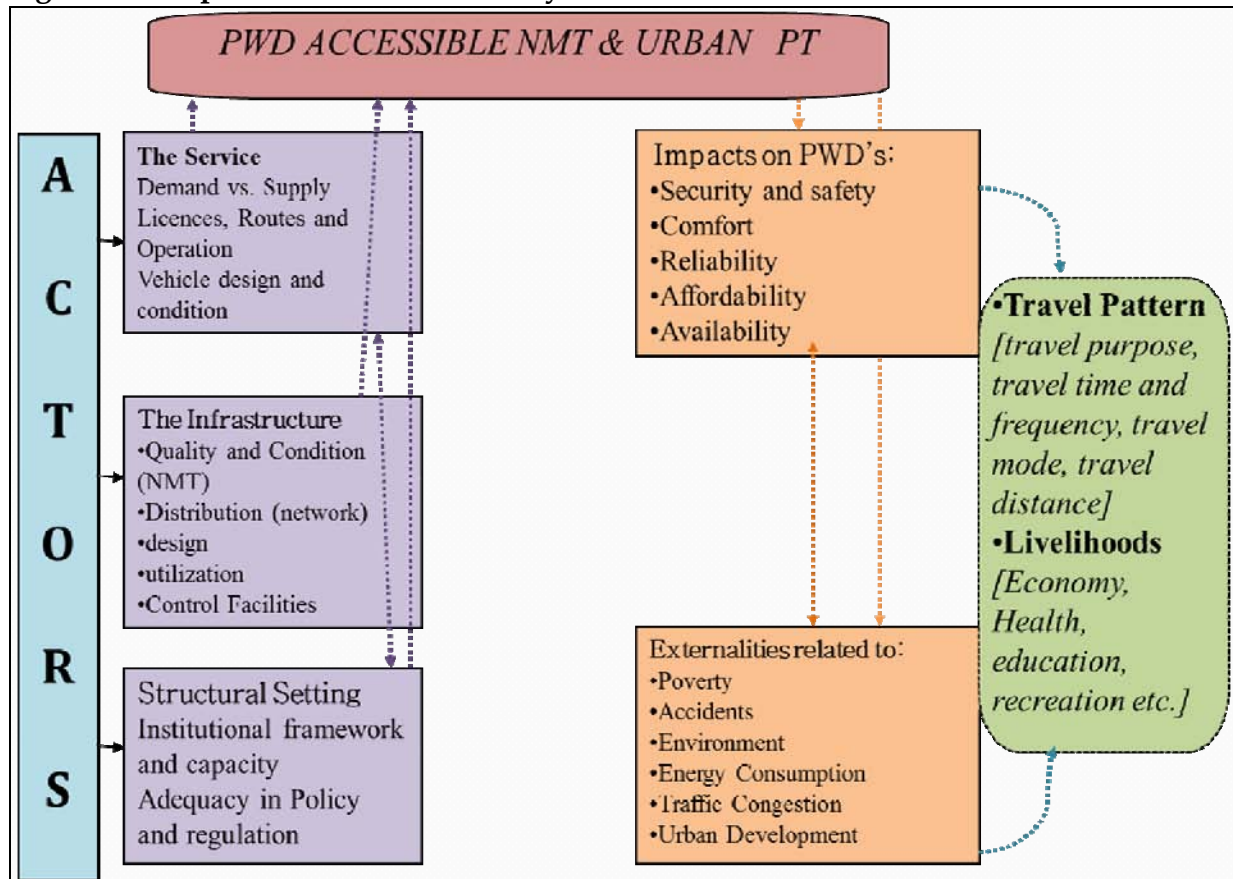 PWD ACCESSIBLE NMT & URBAN PT
A
C
T
O
R
S
The Service
Demand vs. Supply
Licences, Routes and
Operation
Vehicle design and
condition
The Infrastructure
•Quality and Condition
(NMT)
•Distribution (network)
•design
•utilization
•Control Facilities
Structural Setting
Institutional framework
and capacity
Adequacy in Policy
and regulation
Impacts on PWD's:
•Security and safety
•Comfort
•Reliability
•Affordability
•Availability
Externalities related to:
•Poverty
•Accidents
•Environment
•Energy Consumption
•Traffic Congestion
•Urban Development
•Travel Pattern
[travel purpose,
travel time and
frequency, travel
mode, travel
distance]
•Livelihoods
[Economy,
Health,
education,
recreation etc.]